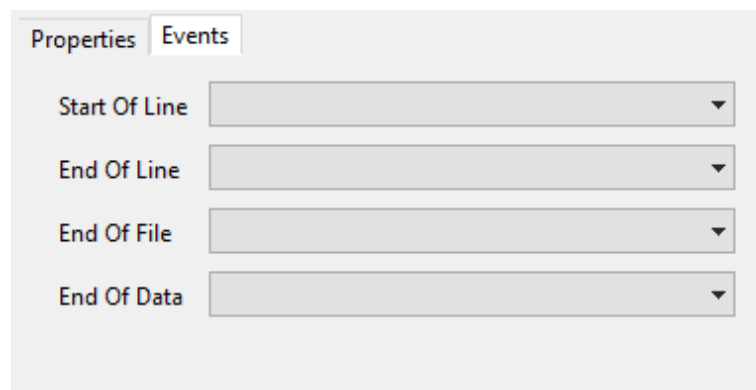 Properties Events
Start Of Line
End Of Line
End Of File
End Of Data